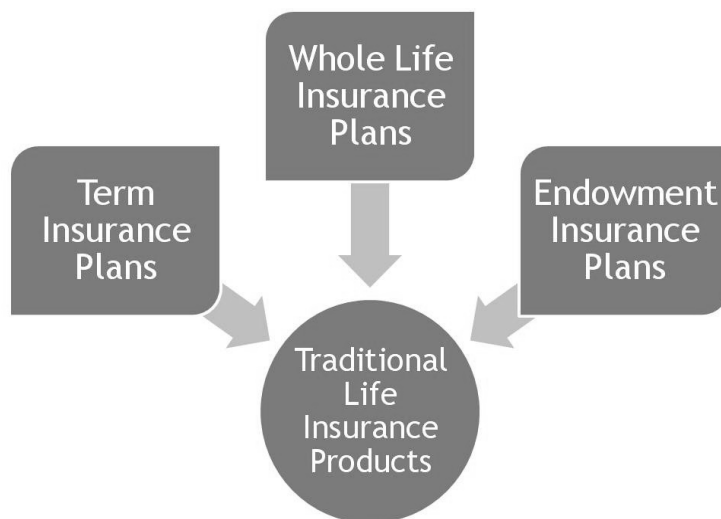 Whole Life
Insurance
Plans
Term
Insurance
Plans
Endowment
Insurance
Plans
Traditional
Life
Insurance
Products